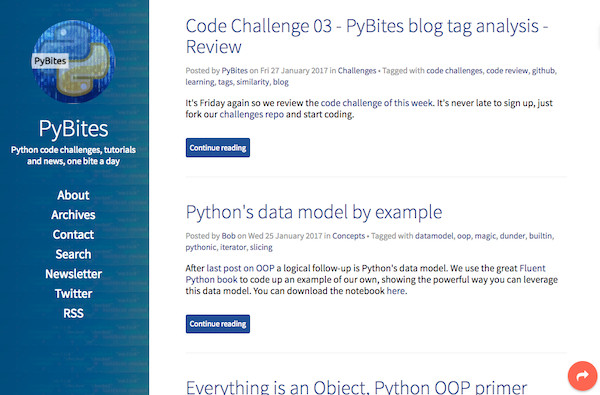 PyBites
PyBites
Python code challenges, tutorials
and news, one bite a day
About
Archives
Contact
Search
Newsletter
Twitter
RSS
Code Challenge 03 - PyBites blog tag analysis -
Review
Posted by PyBites on Fri 27 January 2017 in Challenges • Tagged with code challenges, code review, github,
learning, tags, similarity, blog
It's Friday again so we review the code challenge of this week. It's never late to sign up, just
fork our challenges repo and start coding.
Continue reading
Python's data model by example
Posted by Bob on Wed 25 January 2017 in Concepts • Tagged with datamodel, oop, magic, dunder, builtin,
pythonic, iterator, slicing
After last post on OOP a logical follow-up is Python's data model. We use the great Fluent
Python book to code up an example of our own, showing the powerful way you can leverage
this data model. You can download the notebook here.
Continue reading
Everything is an Object, Python OOP primer